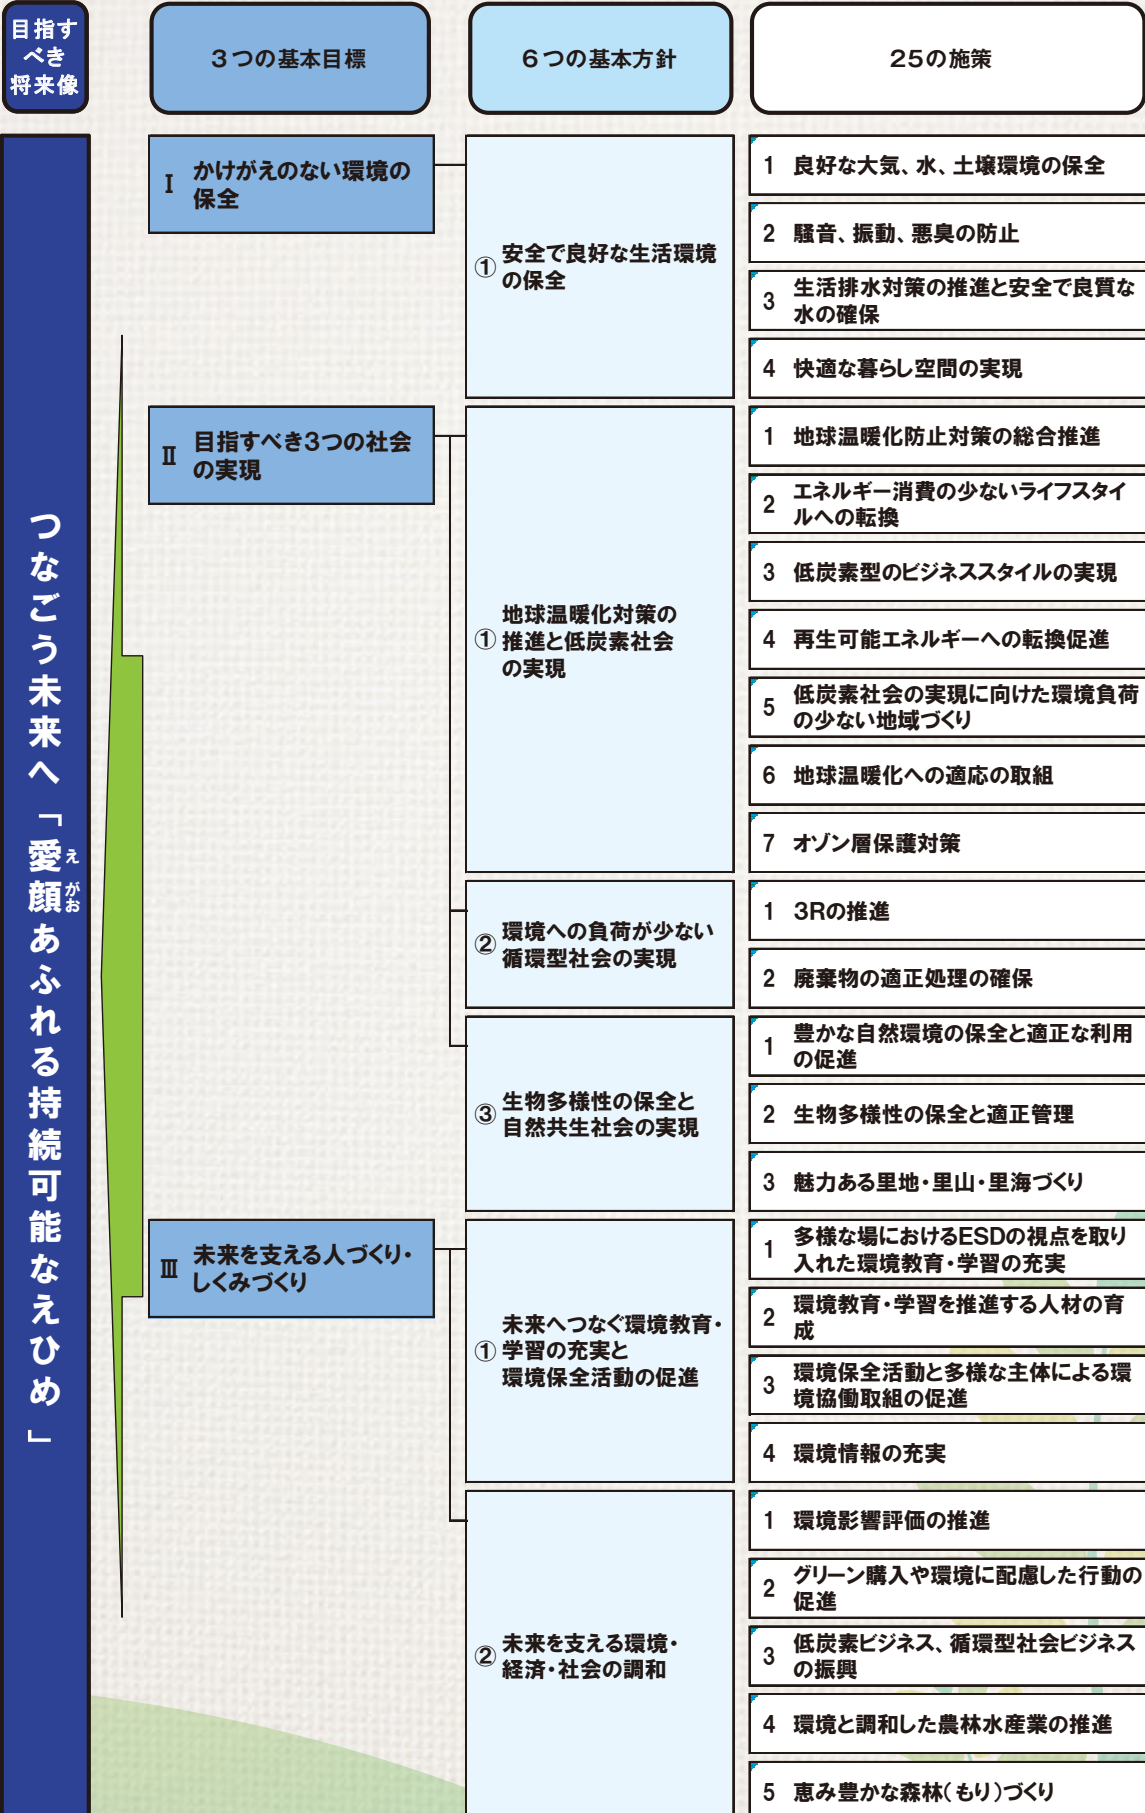 目指す
べき
将来像
3つの基本目標
6つの基本方針
25の施策
つなごう未来へ「愛顔あふれる持続可能なえひめ」
え
がお
Ⅰ かけがえのない環境の
保全
① 安全で良好な生活環境
の保全
1 良好な大気、水、土壌環境の保全
2 騒音、振動、悪臭の防止
3 生活排水対策の推進と安全で良質な
水の確保
4 快適な暮らし空間の実現
Ⅱ 目指すべき3つの社会
の実現
地球温暖化対策の
① 推進と低炭素社会
の実現
1 地球温暖化防止対策の総合推進
2 エネルギー消費の少ないライフスタイ
ルへの転換
3 低炭素型のビジネススタイルの実現
4 再生可能エネルギーへの転換促進
5 低炭素社会の実現に向けた環境負荷
の少ない地域づくり
6 地球温暖化への適応の取組
7 オゾン層保護対策
② 環境への負荷が少ない
循環型社会の実現
1 3Rの推進
2 廃棄物の適正処理の確保
③ 生物多様性の保全と
自然共生社会の実現
1 豊かな自然環境の保全と適正な利用
の促進
2 生物多様性の保全と適正管理
3 魅力ある里地・里山・里海づくり
Ⅲ 未来を支える人づくり・
しくみづくり
未来へつなぐ環境教育・
① 学習の充実と
環境保全活動の促進
1 多様な場におけるESDの視点を取り
入れた環境教育・学習の充実
2 環境教育・学習を推進する人材の育
成
3 環境保全活動と多様な主体による環
境協働取組の促進
4 環境情報の充実
② 未来を支える環境・
経済・社会の調和
1 環境影響評価の推進
2 グリーン購入や環境に配慮した行動の
促進
3 低炭素ビジネス、循環型社会ビジネス
の振興
4 環境と調和した農林水産業の推進
5 恵み豊かな森林(もり)づくり